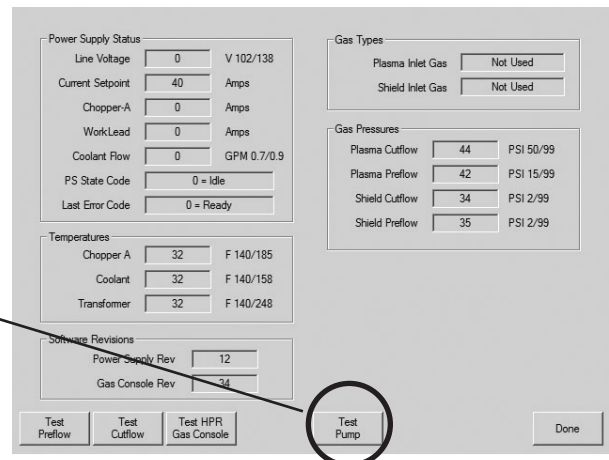 Power Supply Status
Line Voltage 0 V 102/138
Current Setpoint 40 Amps
Chopper-A 0 Amps
WorkLead 0 Amps
Coolant Flow 0 GPM 0.7/0.9
PS State Code 0 = Idle
Last Error Code 0 = Ready
Temperatures
Chopper A 32 F 140/185
Coolant 32 F 140/158
Transformer 32 F 140/248
Software Revisions
Power Supply Rev 12
Gas Console Rev 34
Gas Types
Plasma Inlet Gas Not Used
Shield Inlet Gas Not Used
Gas Pressures
Plasma Cutflow 44 PSI 50/99
Plasma Preflow 42 PSI 15/99
Shield Cutflow 34 PSI 2/99
Shield Preflow 35 PSI 2/99
Test
Preflow
Test
Cutflow
Test HPR
Gas Console
Test
Pump
Done